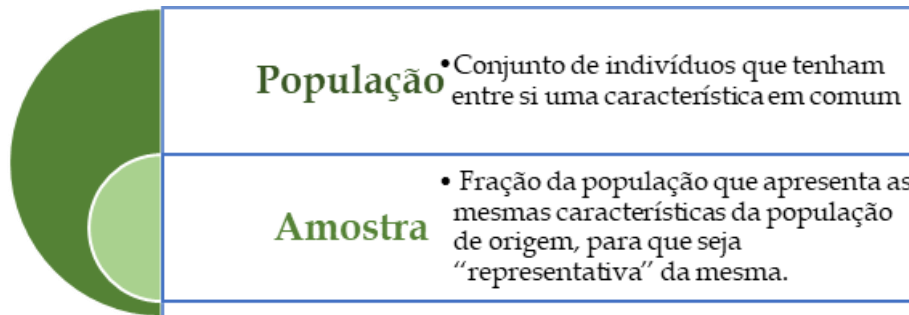 População
• Conjunto de indivíduos que tenham
entre si uma característica em comum
Amostra
• Fração da população que apresenta as
mesmas características da população
de origem, para que seja
“representativa” da mesma.